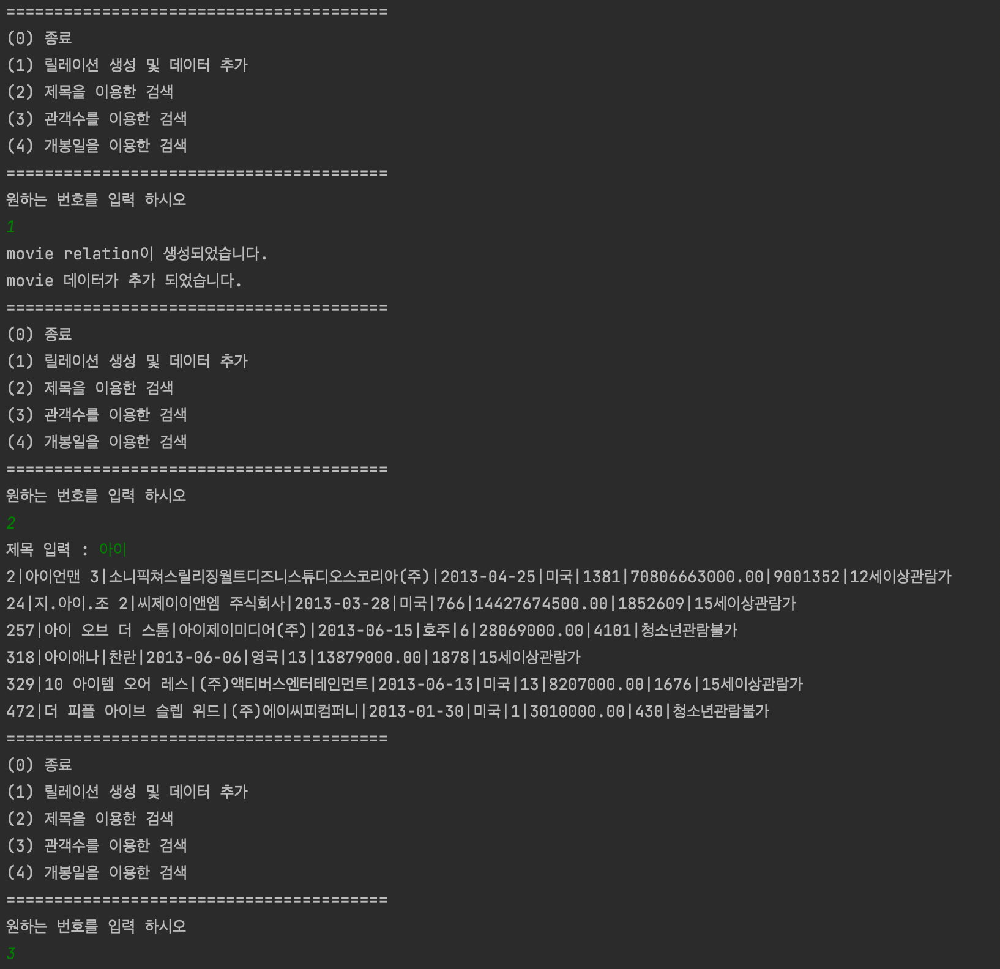 ========================================
(0) 종료
(1) 릴레이션 생성 및 데이터 추가
(2) 제목을 이용한 검색
(3) 관객수를 이용한 검색
(4) 개봉일을 이용한 검색
========================================
원하는 번호를 입력 하시오
1
movie relation이 생성되었습니다.
movie 데이터가 추가 되었습니다.
========================================
(0) 종료
(1) 릴레이션 생성 및 데이터 추가
(2) 제목을 이용한 검색
(3) 관객수를 이용한 검색
(4) 개봉일을 이용한 검색
========================================
원하는 번호를 입력 하시오
2
제목 입력 : 아이
2|아이언맨 3|소니픽쳐스릴리징월트디즈니스튜디오스코리아(주)|2013-04-25|미국|1381|70806663000.00|9001352|12세이상관람가
24|지.아이.조 2|씨제이이앤엠 주식회사|2013-03-28|미국|766|14427674500.00|1852609|15세이상관람가
257|아이 오브 더 스톰|아이제이미디어(주)|2013-06-15|호주|6|28069000.00|4101|청소년관람불가
318|아이애나|찬란|2013-06-06|영국|13|13879000.00|1878|15세이상관람가
329|10 아이템 오어 레스|(주)액티버스엔터테인먼트|2013-06-13|미국|13|8207000.00|1676|15세이상관람가
472|더 피플 아이브 슬렙 위드|(주)에이씨피컴퍼니|2013-01-30|미국|1|3010000.00|430|청소년관람불가
========================================
(0) 종료
(1) 릴레이션 생성 및 데이터 추가
(2) 제목을 이용한 검색
(3) 관객수를 이용한 검색
(4) 개봉일을 이용한 검색
========================================
원하는 번호를 입력 하시오
3